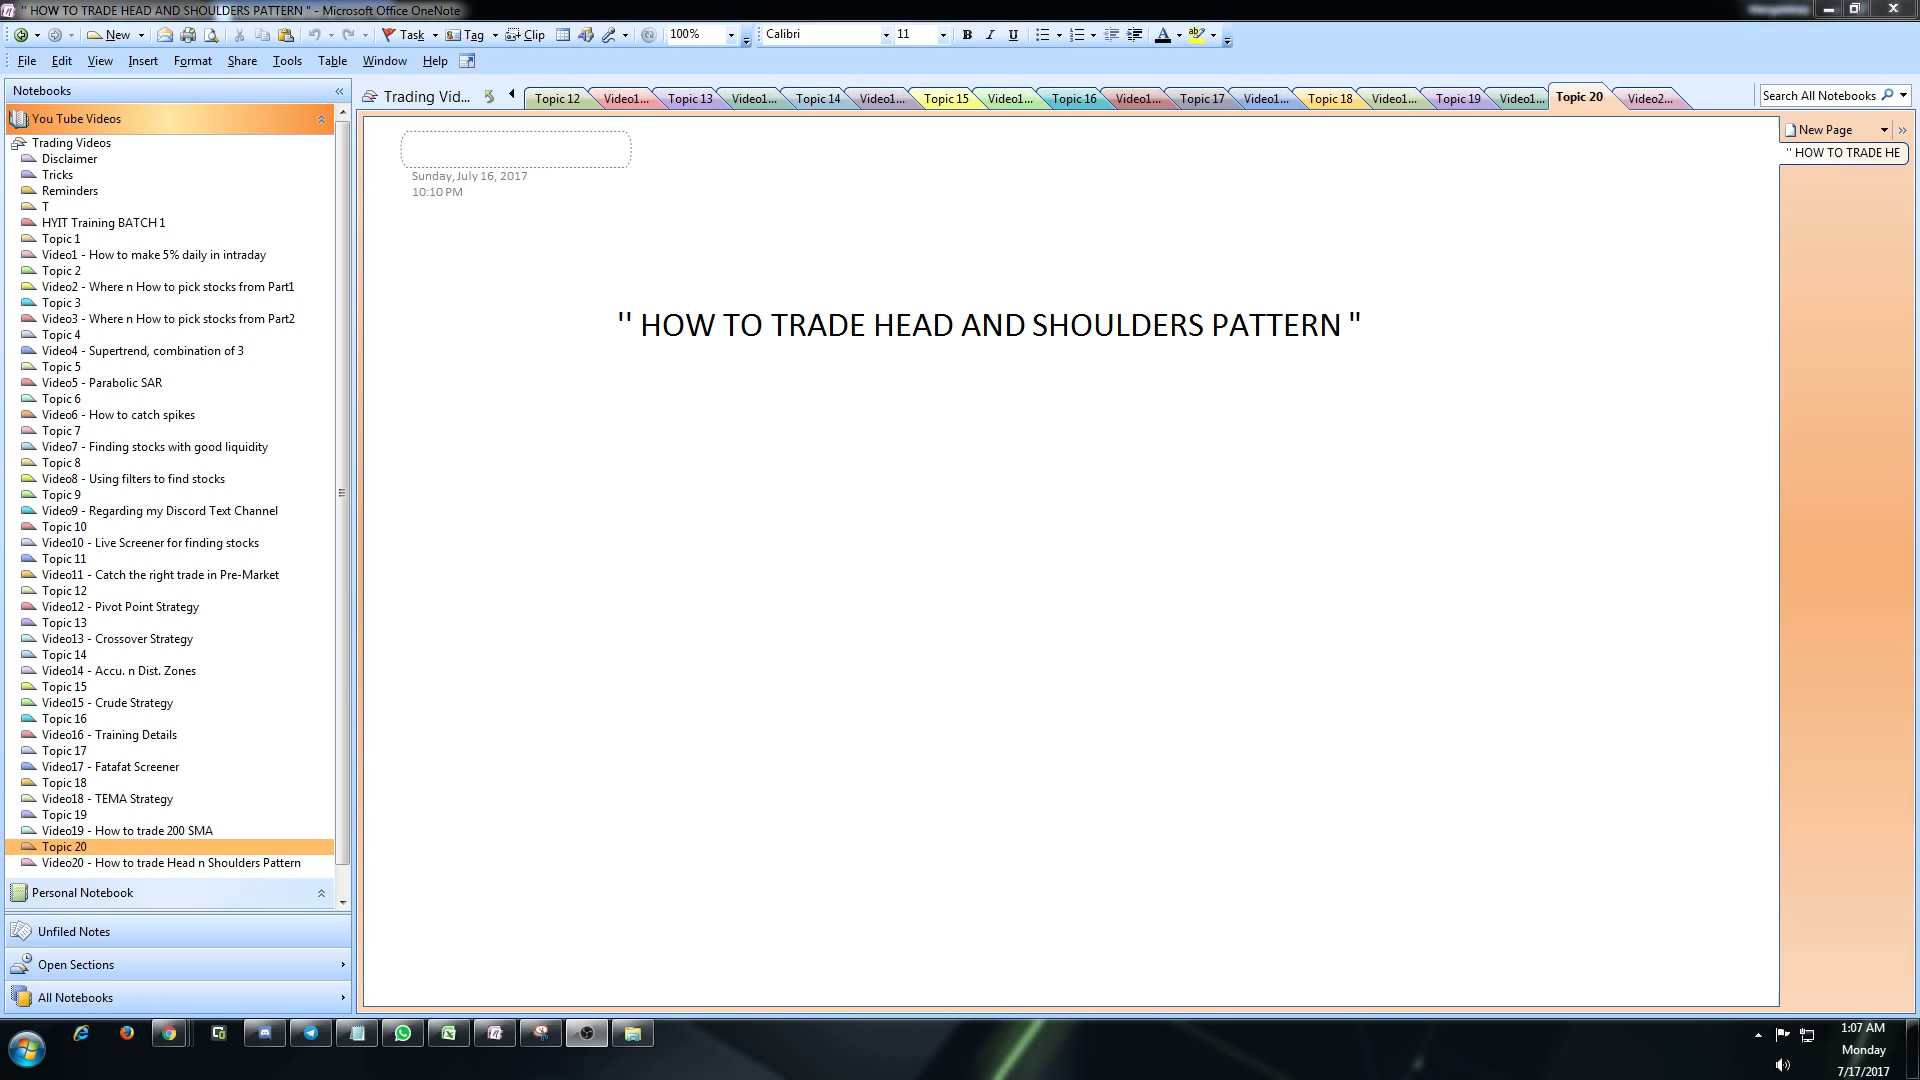 " HOW TO TRADE HEAD AND SHOULDERS PATTERN " - Microsoft Office OneNote
New Task Tag Clip 100% Calibri 11 B I U A ab
File Edit View Insert Format Share Tools Table Window Help
Notebooks
Trading Vid... Topic 12 Video1... Topic 13 Video1... Topic 14 Video1... Topic 15 Video1... Topic 16 Video1... Topic 17 Video1... Topic 18 Video1... Topic 19 Video1... Topic 20 Video2... Search All Notebooks
You Tube Videos
Trading Videos
Disclaimer
Tricks
Reminders
T
HYIT Training BATCH 1
Topic 1
Video1 - How to make 5% daily in intraday
Topic 2
Video2 - Where n How to pick stocks from Part1
Topic 3
Video3 - Where n How to pick stocks from Part2
Topic 4
Video4 - Supertrend, combination of 3
Topic 5
Video5 - Parabolic SAR
Topic 6
Video6 - How to catch spikes
Topic 7
Video7 - Finding stocks with good liquidity
Topic 8
Video8 - Using filters to find stocks
Topic 9
Video9 - Regarding my Discord Text Channel
Topic 10
Video10 - Live Screener for finding stocks
Topic 11
Video11 - Catch the right trade in Pre-Market
Topic 12
Video12 - Pivot Point Strategy
Topic 13
Video13 - Crossover Strategy
Topic 14
Video14 - Accu. n Dist. Zones
Topic 15
Video15 - Crude Strategy
Topic 16
Video16 - Training Details
Topic 17
Video17 - Fatafat Screener
Topic 18
Video18 - TEMA Strategy
Topic 19
Video19 - How to trade 200 SMA
Topic 20
Video20 - How to trade Head n Shoulders Pattern
Personal Notebook
Unfiled Notes
Open Sections
All Notebooks
Sunday, July 16, 2017
10:10 PM
" HOW TO TRADE HEAD AND SHOULDERS PATTERN "
New Page
" HOW TO TRADE HE
1:07 AM
Monday
7/17/2017